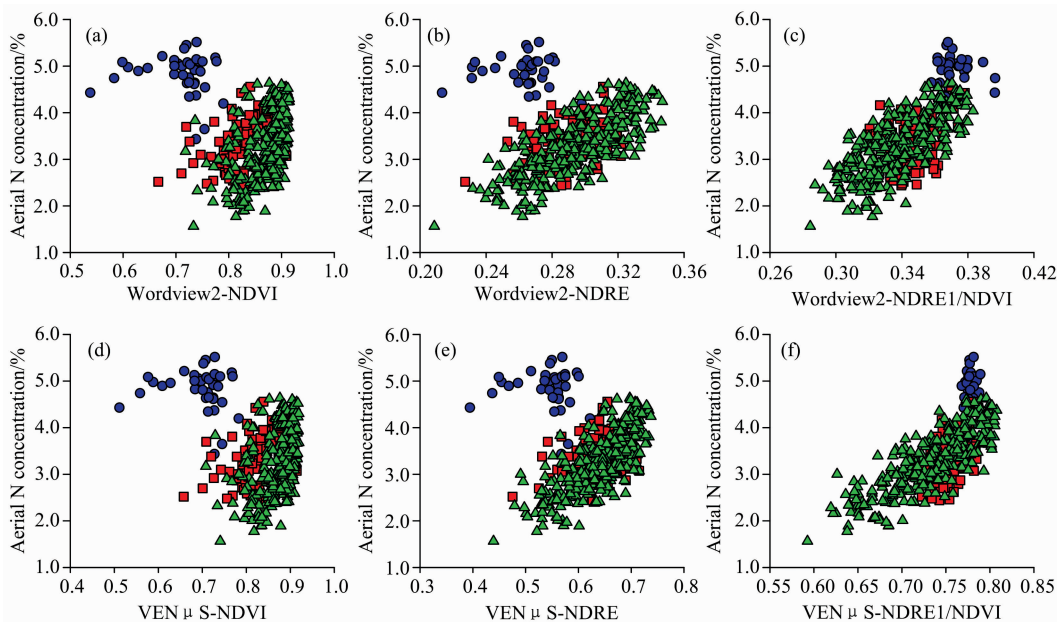 6.0 (a) 6.0 (b) 6.0 (c)
5.0 5.0 5.0
4.0 4.0 4.0
3.0 3.0 3.0
2.0 2.0 2.0
1.0 1.0 1.0
Aerial N concentration/% Aerial N concentration/% Aerial N concentration/%
0.5 0.6 0.7 0.8 0.9 1.0 0.20 0.24 0.28 0.32 0.36 0.26 0.30 0.34 0.38 0.42
Wordview2-NDVI Wordview2-NDRE Wordview2-NDRE1/NDVI
6.0 (d) 6.0 (e) 6.0 (f)
5.0 5.0 5.0
4.0 4.0 4.0
3.0 3.0 3.0
2.0 2.0 2.0
1.0 1.0 1.0
Aerial N concentration/% Aerial N concentration/% Aerial N concentration/%
0.4 0.5 0.6 0.7 0.8 0.9 1.0 0.3 0.4 0.5 0.6 0.7 0.8 0.55 0.60 0.65 0.70 0.75 0.80 0.85
VEN μ S-NDVI VEN μ S-NDRE VEN μ S-NDRE1/NDVI